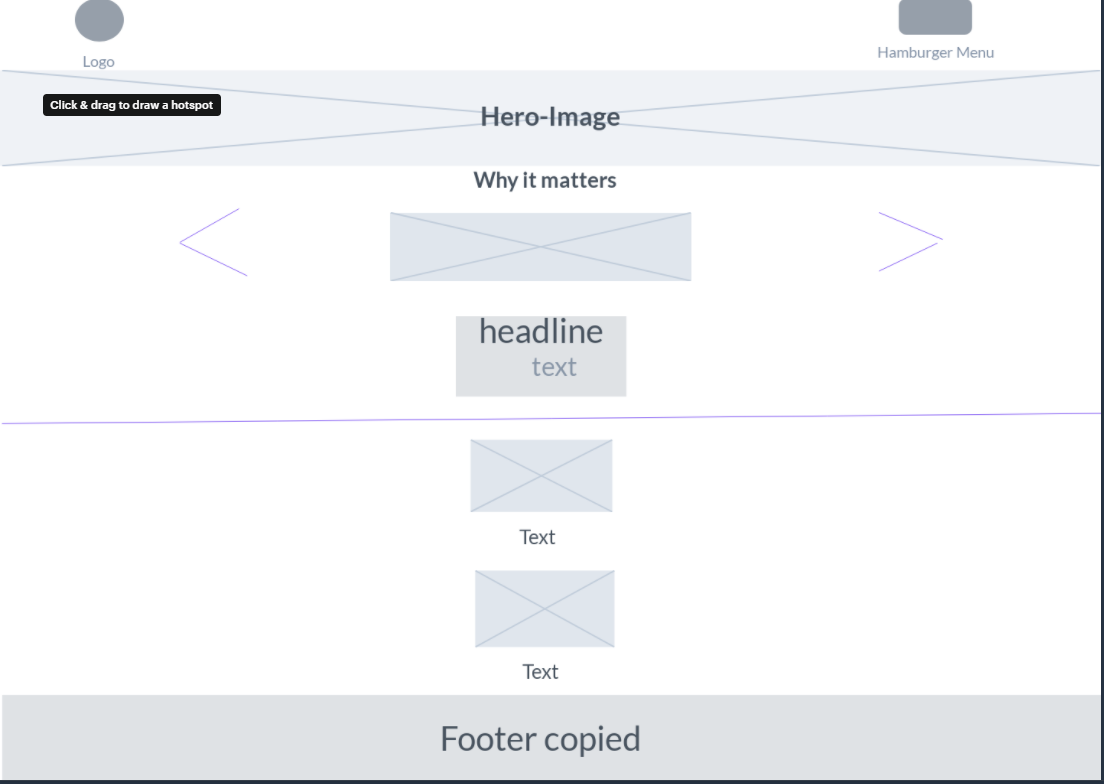 Logo
Hamburger Menu
Click & drag to draw a hotspot
Hero-Image
Why it matters
headline
text
Text
Text
Footer copied